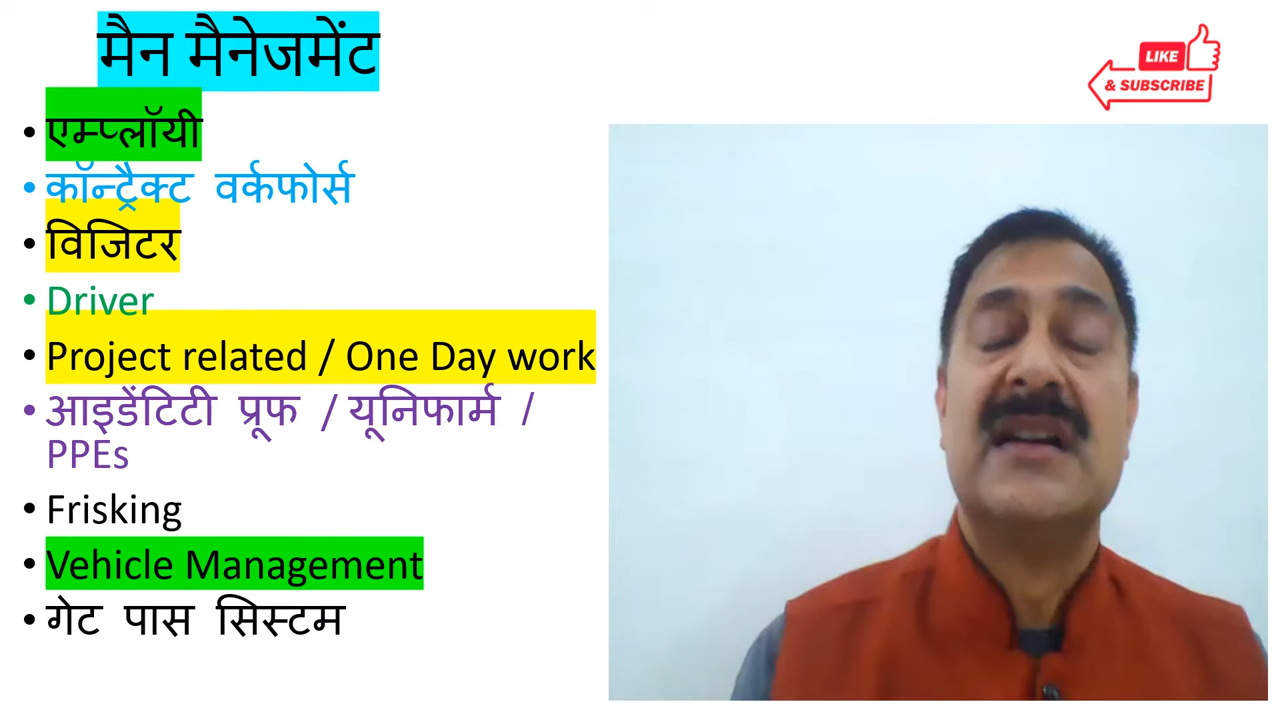 मैन मैनेजमेंट
• एम्प्लॉयी
• कॉन्ट्रैक्ट वर्कफोर्स
• विजिटर
• Driver
• Project related / One Day work
• आइडेंटिटी प्रूफ / यूनिफार्म /
PPEs
• Frisking
• Vehicle Management
• गेट पास सिस्टम
LIKE
& SUBSCRIBE